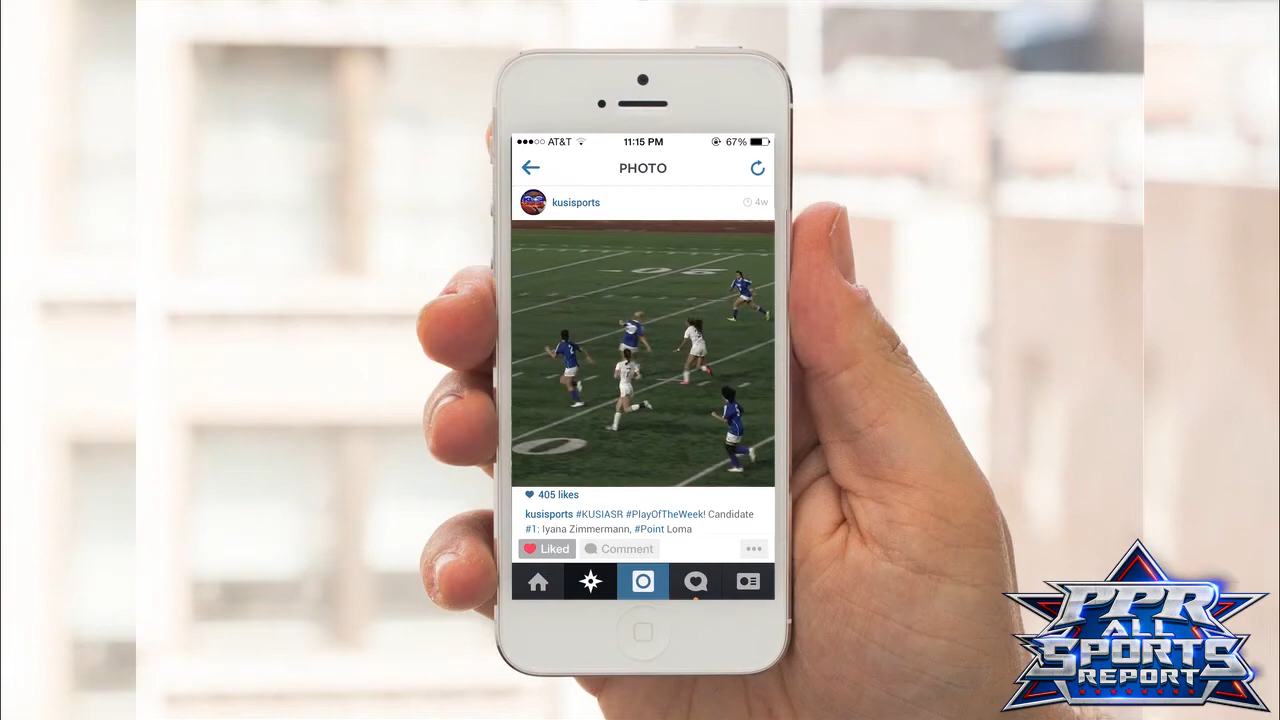 AT&T 11:15 PM 67%
PHOTO
kusisports 4w
405 likes
kusisports #KUSIASR #PlayOfTheWeek! Candidate
#1: Iyana Zimmermann, #Point Loma
Liked Comment
PPR
ALL
SPORTS
REPORT